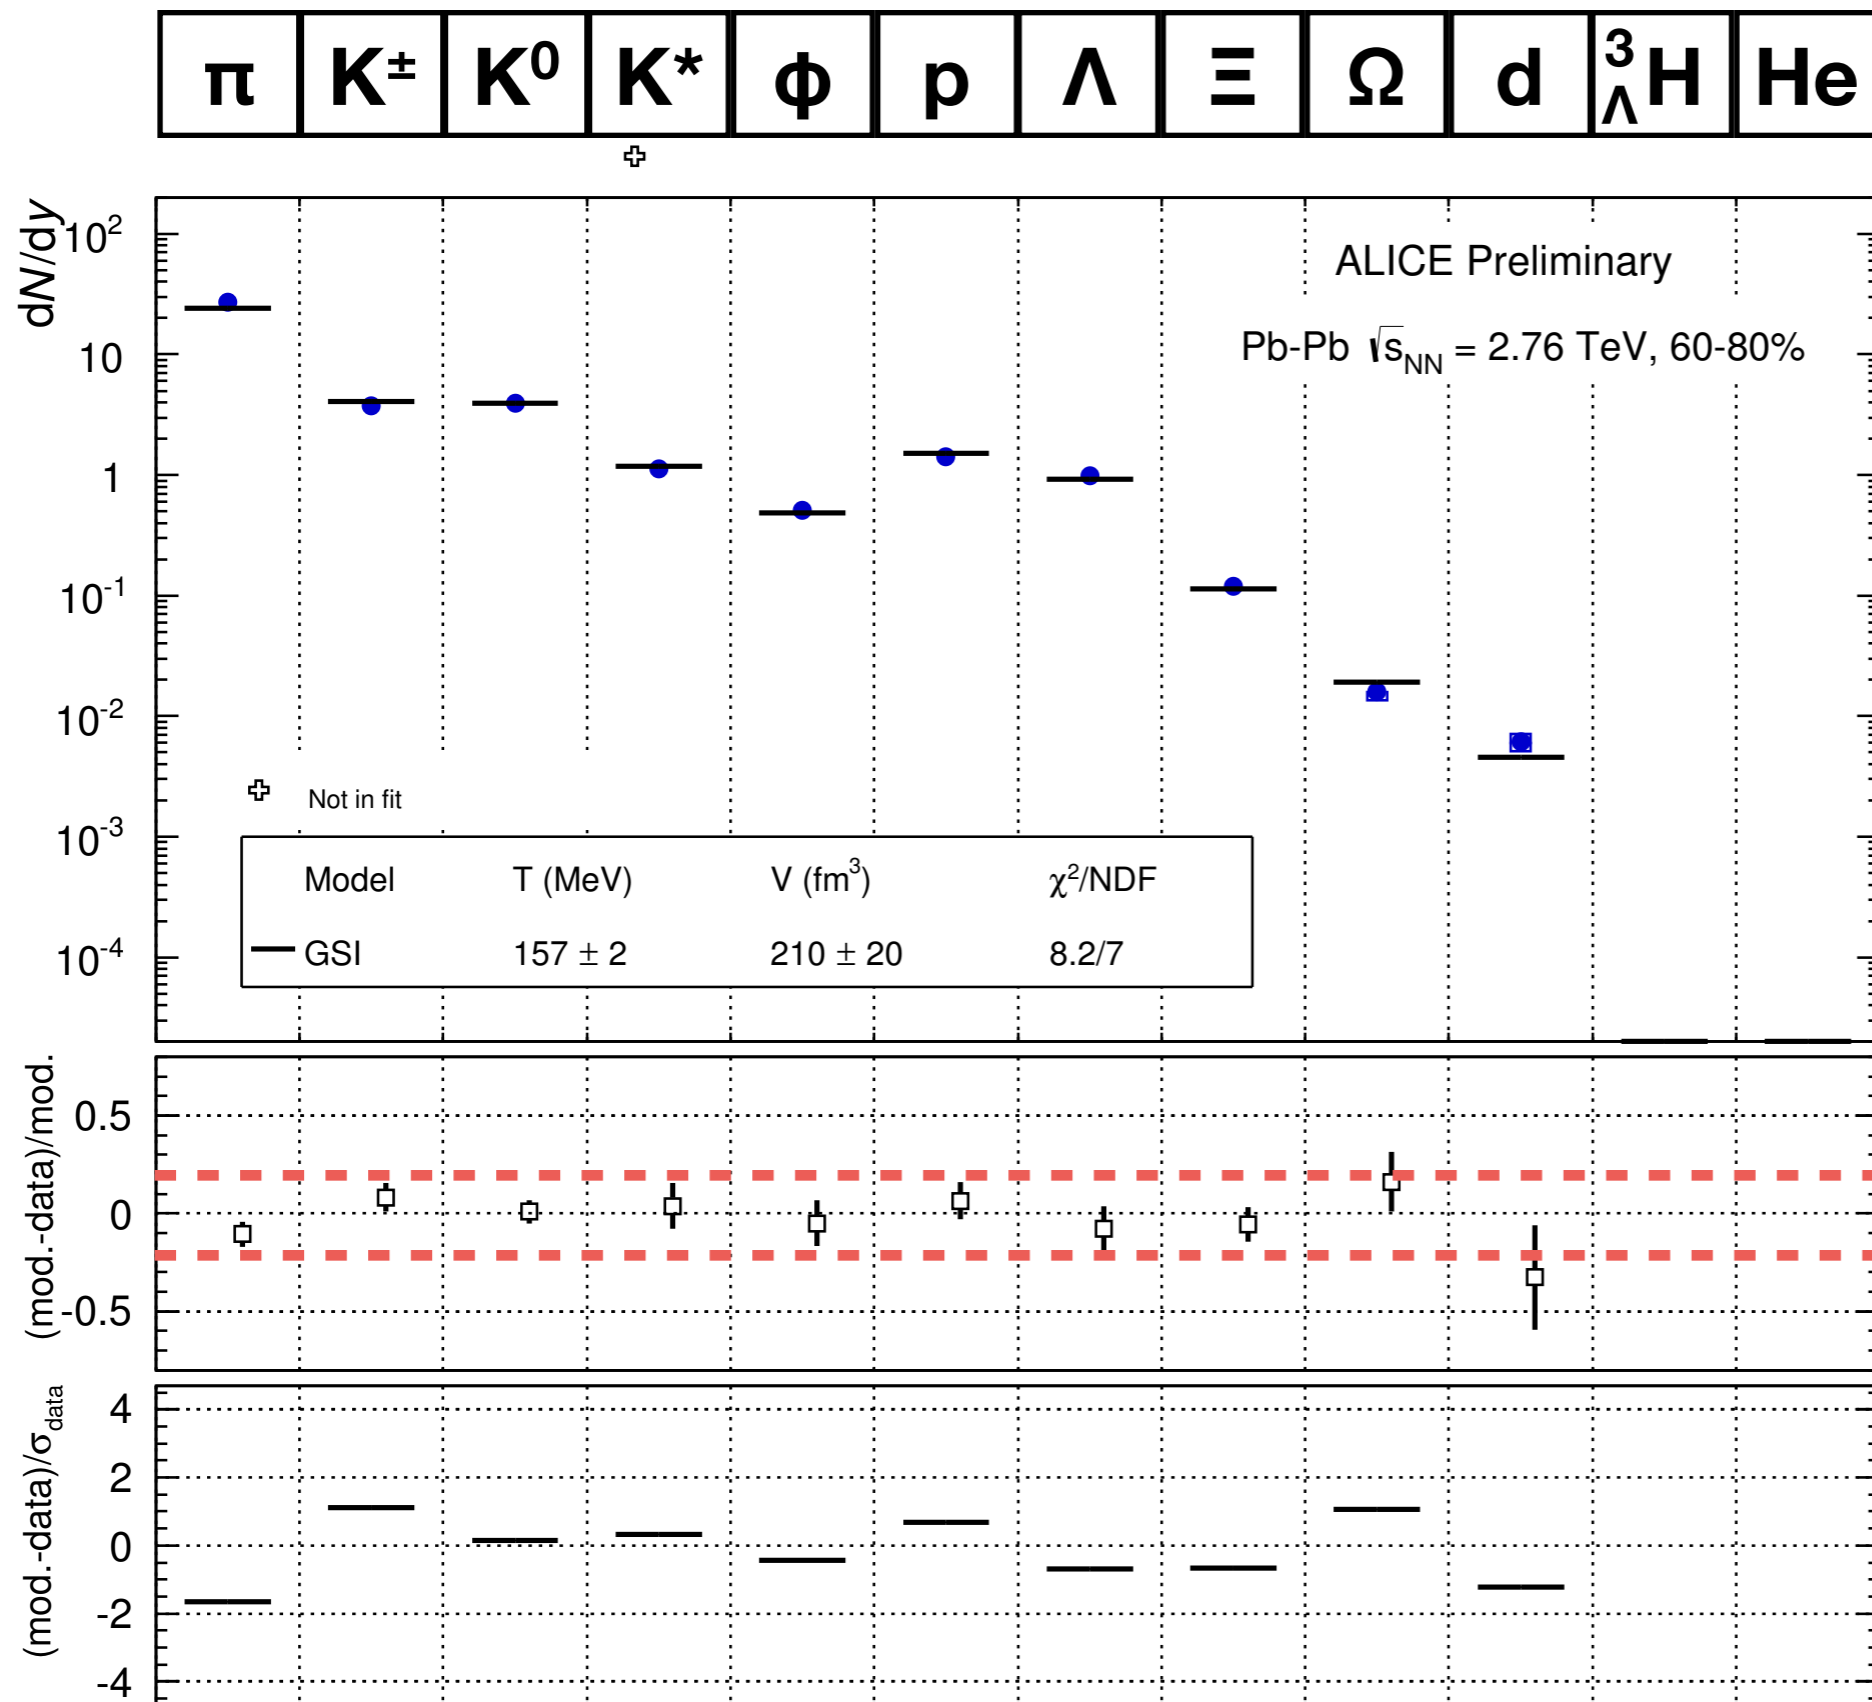 π K± K⁰ K* ϕ p Λ Ξ Ω d ³ΛH He
dN/dy
10²
10
1
10⁻¹
10⁻²
10⁻³
10⁻⁴
ALICE Preliminary
Pb-Pb √sNN = 2.76 TeV, 60-80%
Not in fit
Model T (MeV) V (fm³) χ²/NDF
GSI 157 ± 2 210 ± 20 8.2/7
(mod.-data)/mod.
0.5
0
-0.5
(mod.-data)/σdata
4
2
0
-2
-4